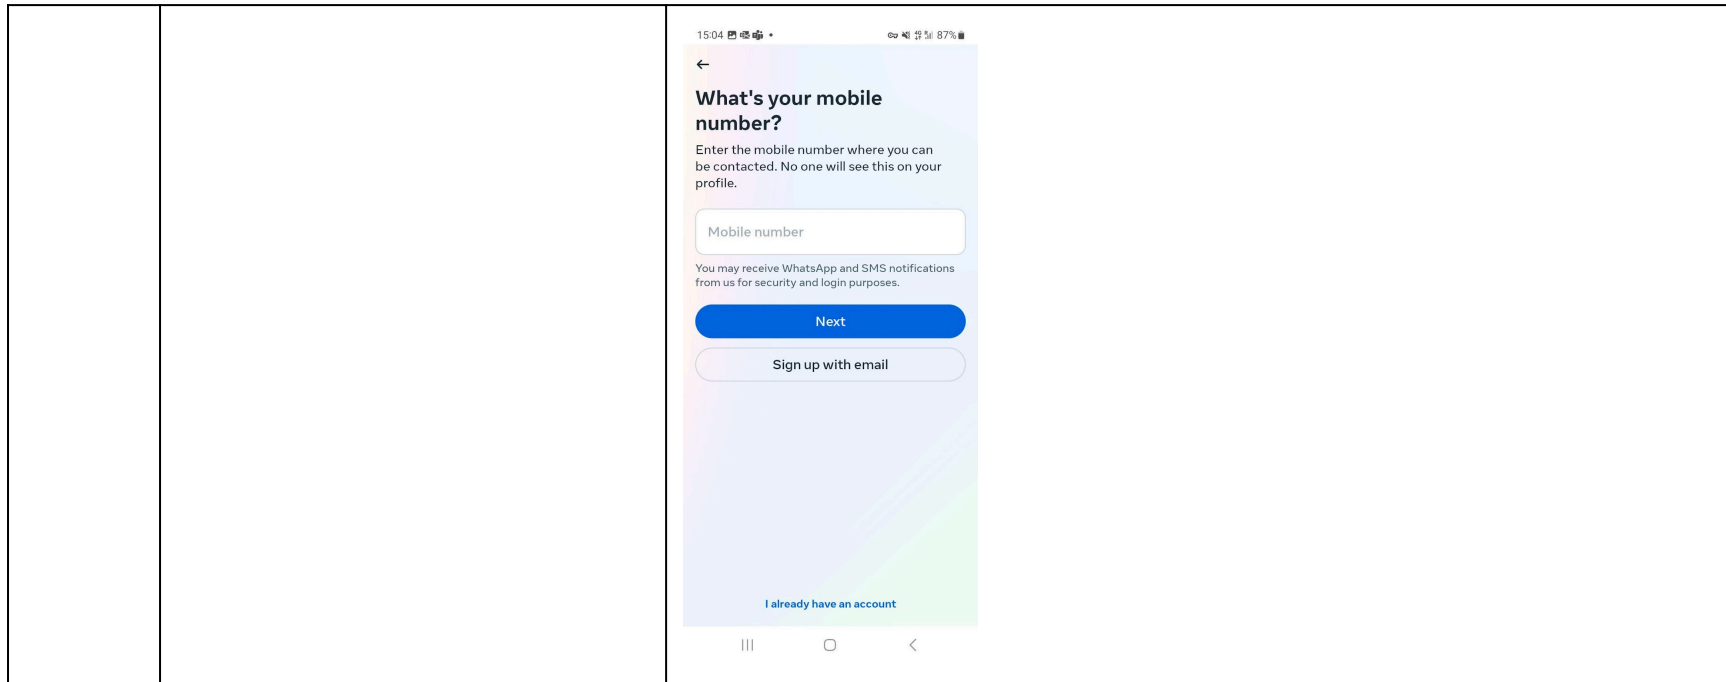 15:04
87%
What's your mobile
number?
Enter the mobile number where you can
be contacted. No one will see this on your
profile.
Mobile number
You may receive WhatsApp and SMS notifications
from us for security and login purposes.
Next
Sign up with email
I already have an account